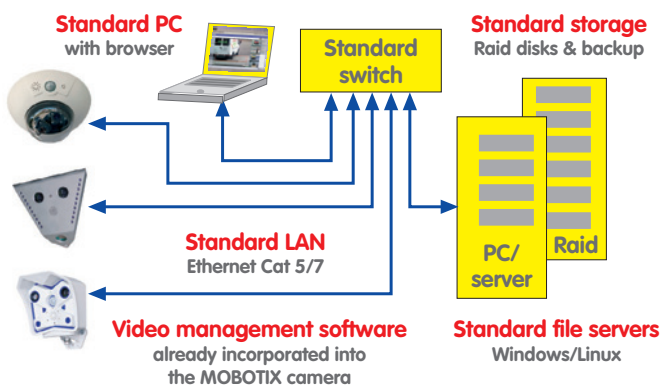 Standard PC
with browser
Standard
switch
Standard storage
Raid disks & backup
Standard LAN
Ethernet Cat 5/7
PC/
server
Raid
Video management software
already incorporated into
the MOBOTIX camera
Standard file servers
Windows/Linux